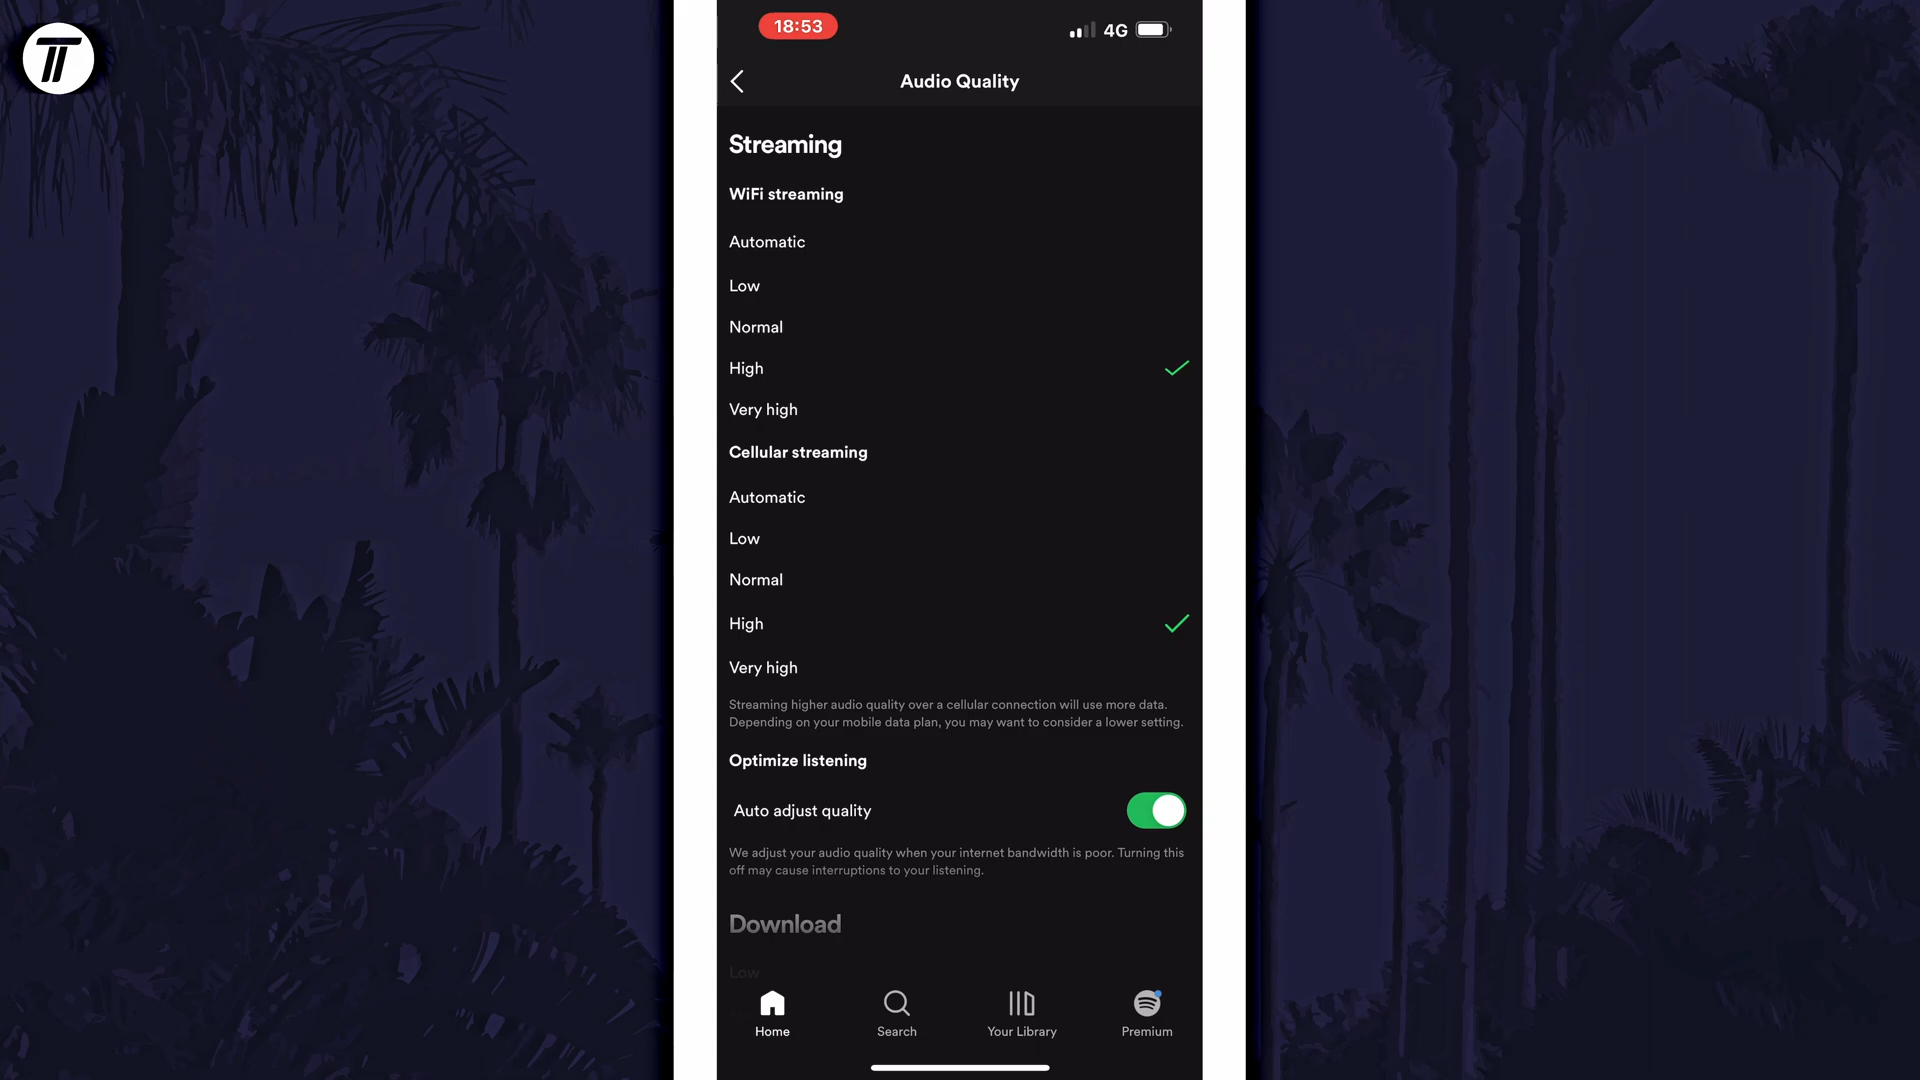 18:53
4G
Audio Quality
Streaming
WiFi streaming
Automatic
Low
Normal
High
Very high
Cellular streaming
Automatic
Low
Normal
High
Very high
Streaming higher audio quality over a cellular connection will use more data.
Depending on your mobile data plan, you may want to consider a lower setting.
Optimize listening
Auto adjust quality
We adjust your audio quality when your internet bandwidth is poor. Turning this
off may cause interruptions to your listening.
Download
Low
Home
Search
Your Library
Premium